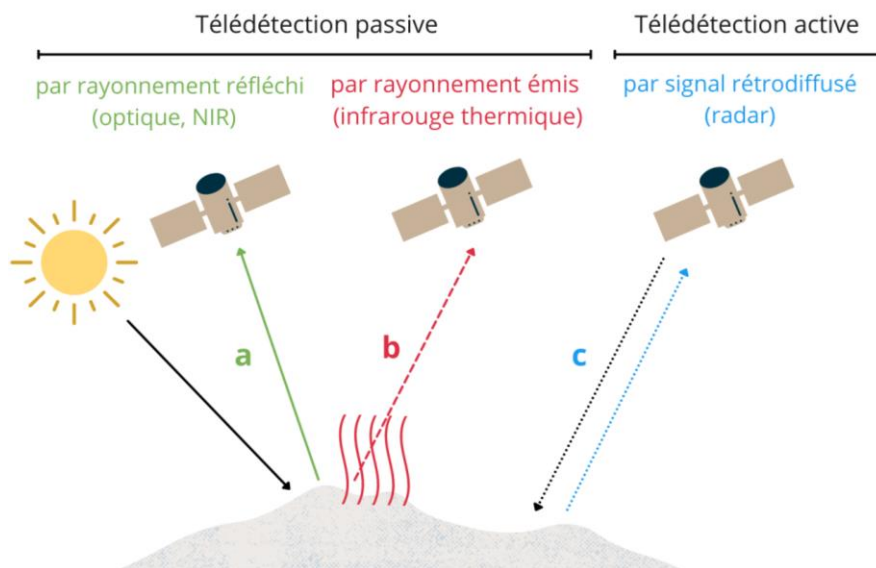 Télédétection passive
Télédétection active
par rayonnement réfléchi
(optique, NIR)
par rayonnement émis
(infrarouge thermique)
par signal rétrodiffusé
(radar)
a
b
c